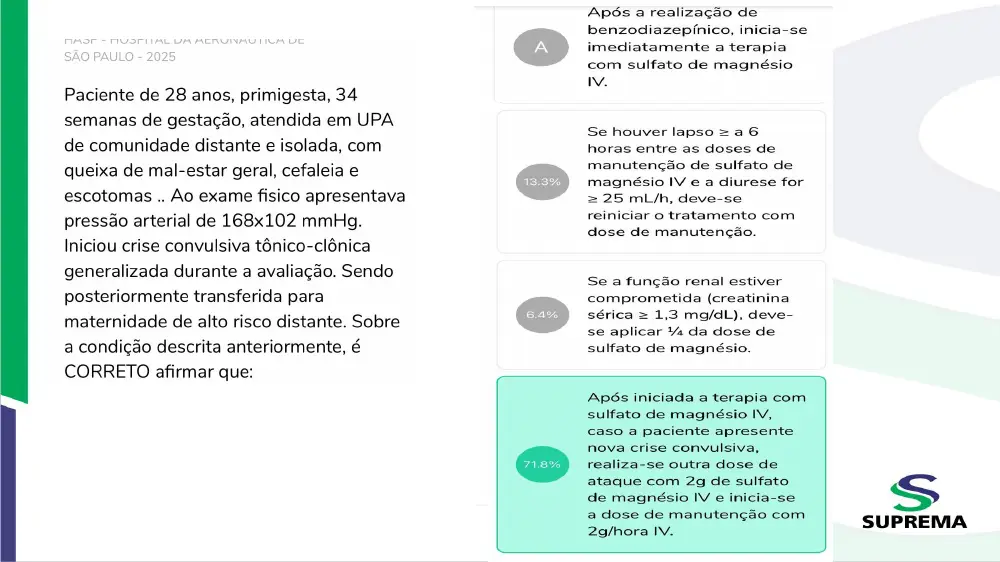 HASP - HOSPITAL DA AERONÁUTICA DE
SÃO PAULO - 2025
Paciente de 28 anos, primigesta, 34
semanas de gestação, atendida em UPA
de comunidade distante e isolada, com
queixa de mal-estar geral, cefaleia e
escotomas .. Ao exame fisico apresentava
pressão arterial de 168x102 mmHg.
Iniciou crise convulsiva tônico-clônica
generalizada durante a avaliação. Sendo
posteriormente transferida para
maternidade de alto risco distante. Sobre
a condição descrita anteriormente, é
CORRETO afirmar que:
A
Após a realização de
benzodiazepínico, inicia-se
imediatamente a terapia
com sulfato de magnésio
IV.
13.3%
Se houver lapso ≥ a 6
horas entre as doses de
manutenção de sulfato de
magnésio IV e a diurese for
≥ 25 mL/h, deve-se
reiniciar o tratamento com
dose de manutenção.
6.4%
Se a função renal estiver
comprometida (creatinina
sérica ≥ 1,3 mg/dL), deve-
se aplicar ¼ da dose de
sulfato de magnésio.
71.8%
Após iniciada a terapia com
sulfato de magnésio IV,
caso a paciente apresente
nova crise convulsiva,
realiza-se outra dose de
ataque com 2g de sulfato
de magnésio IV e inicia-se
a dose de manutenção com
2g/hora IV.
SUPREMA